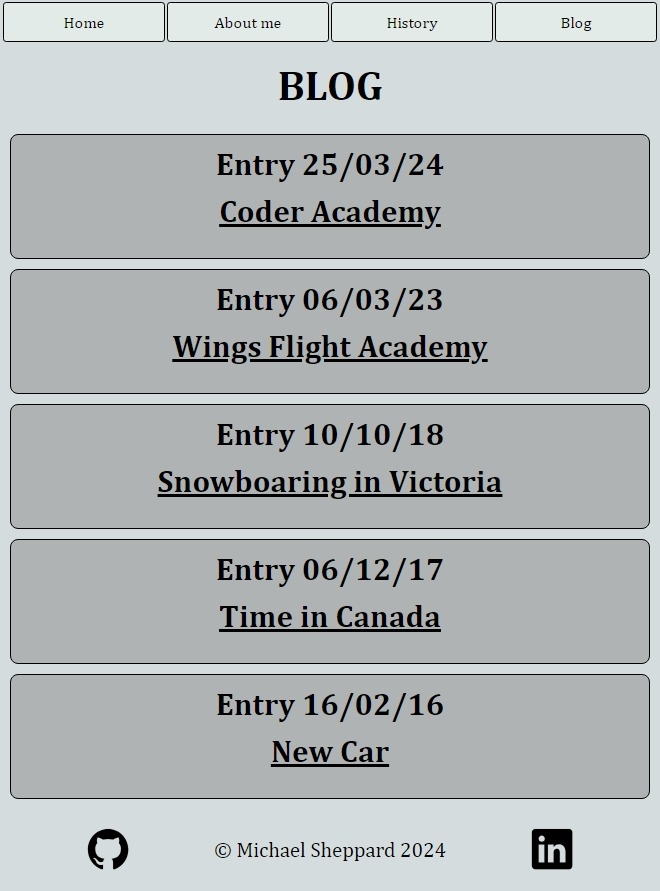 Home About me History Blog
BLOG
Entry 25/03/24
Coder Academy
Entry 06/03/23
Wings Flight Academy
Entry 10/10/18
Snowboaring in Victoria
Entry 06/12/17
Time in Canada
Entry 16/02/16
New Car
© Michael Sheppard 2024 in